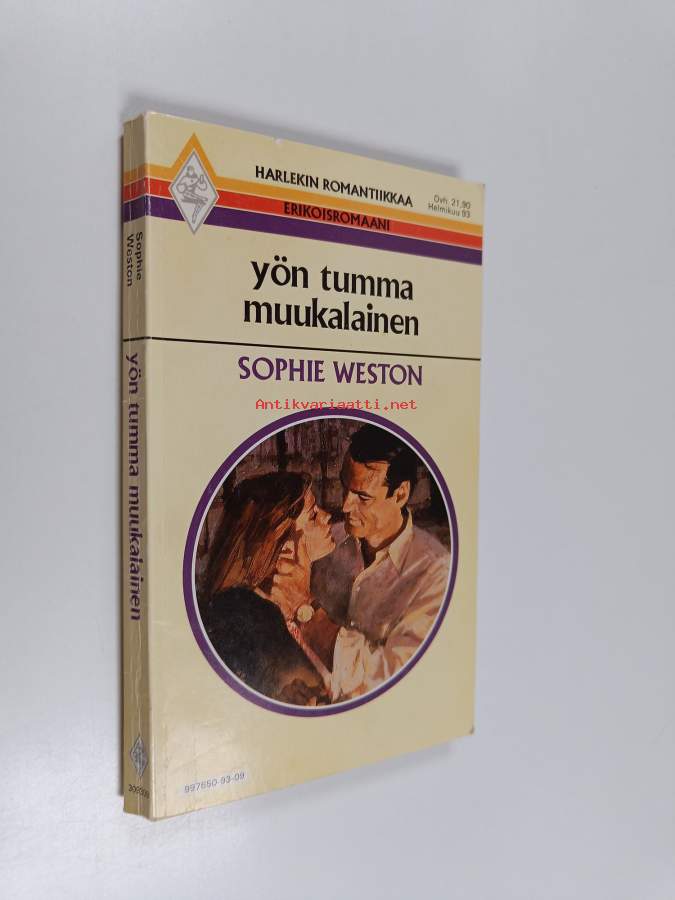 HARLEKIN ROMANTIIKKAA
ERIKOISROMAANI
Ovh. 21,90
Helmikuu 93
yön tumma
muukalainen
SOPHIE WESTON
Antikvariaatti.net
997650-93-09
Sophie
Weston
yön tumma muukalainen